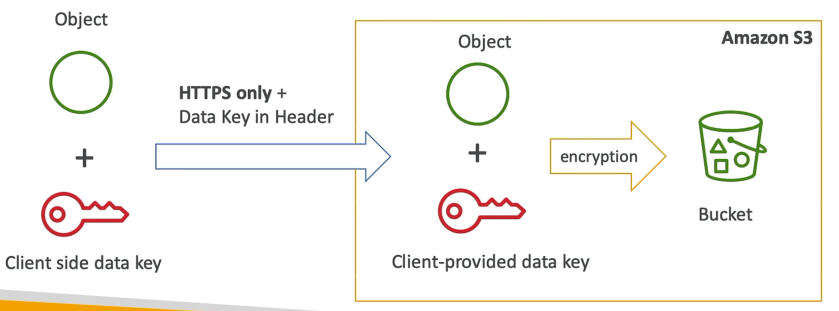 Object
+
Client side data key
HTTPS only +
Data Key in Header
Amazon S3
Object
+
Client-provided data key
encryption
Bucket